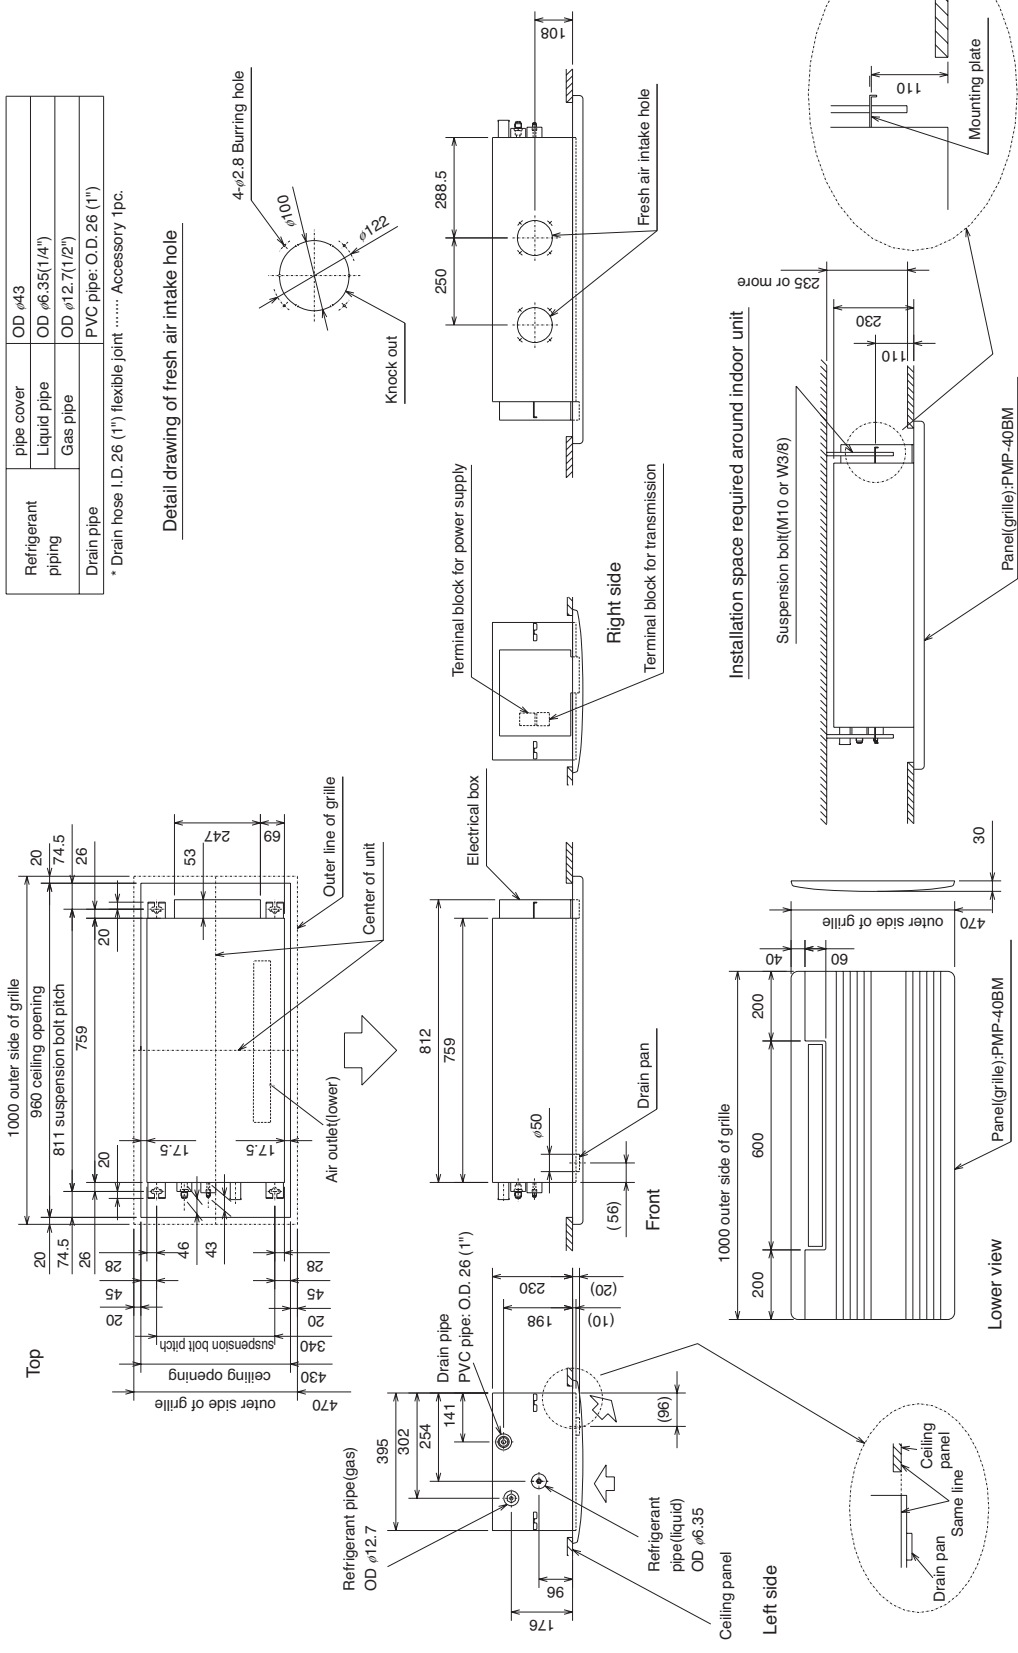 Top
1000 outer side of grille
960 ceiling opening
811 suspension bolt pitch
759
20
74.5
26
20
20
74.5
26
20
53
247
69
17.5
17.5
46
43
28
45
20
28
45
20
340
suspension bolt pitch
430
ceiling opening
470
outer side of grille
Air outlet(lower)
Center of unit
Outer line of grille
Refrigerant
piping
pipe cover
OD ø43
Liquid pipe
OD ø6.35(1/4")
Gas pipe
OD ø12.7(1/2")
Drain pipe
PVC pipe: O.D. 26 (1")
* Drain hose I.D. 26 (1") flexible joint ······· Accessory 1pc.
Detail drawing of fresh air intake hole
4-ø2.8 Burring hole
ø100
ø122
Knock out
Refrigerant pipe(gas)
OD ø12.7
395
302
254
141
Drain pipe
PVC pipe: O.D. 26 (1")
230
198
(20)
(10)
(96)
96
176
Refrigerant
pipe(liquid)
OD ø6.35
Ceiling panel
Left side
812
759
ø50
(56)
Electrical box
Drain pan
Front
Terminal block for power supply
Right side
Terminal block for transmission
288.5
250
108
Fresh air intake hole
Drain pan
Ceiling
panel
Same line
1000 outer side of grille
200
600
200
40
60
470
outer side of grille
30
Panel(grille):PMP-40BM
Lower view
Installation space required around indoor unit
Suspension bolt(M10 or W3/8)
110
230
235 or more
Panel(grille):PMP-40BM
110
Mounting plate